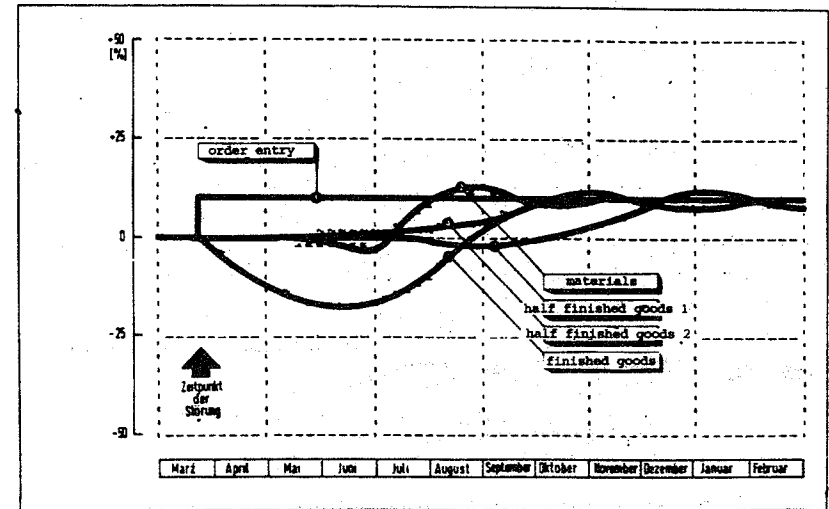 +50
[%]
+25
order entry
0
materials
half finished goods 1
-25
half finished goods 2
finished goods
Zeitpunkt
der
Störung
-50
März April Mai Juni Juli August September Oktober November Dezember Januar Februar